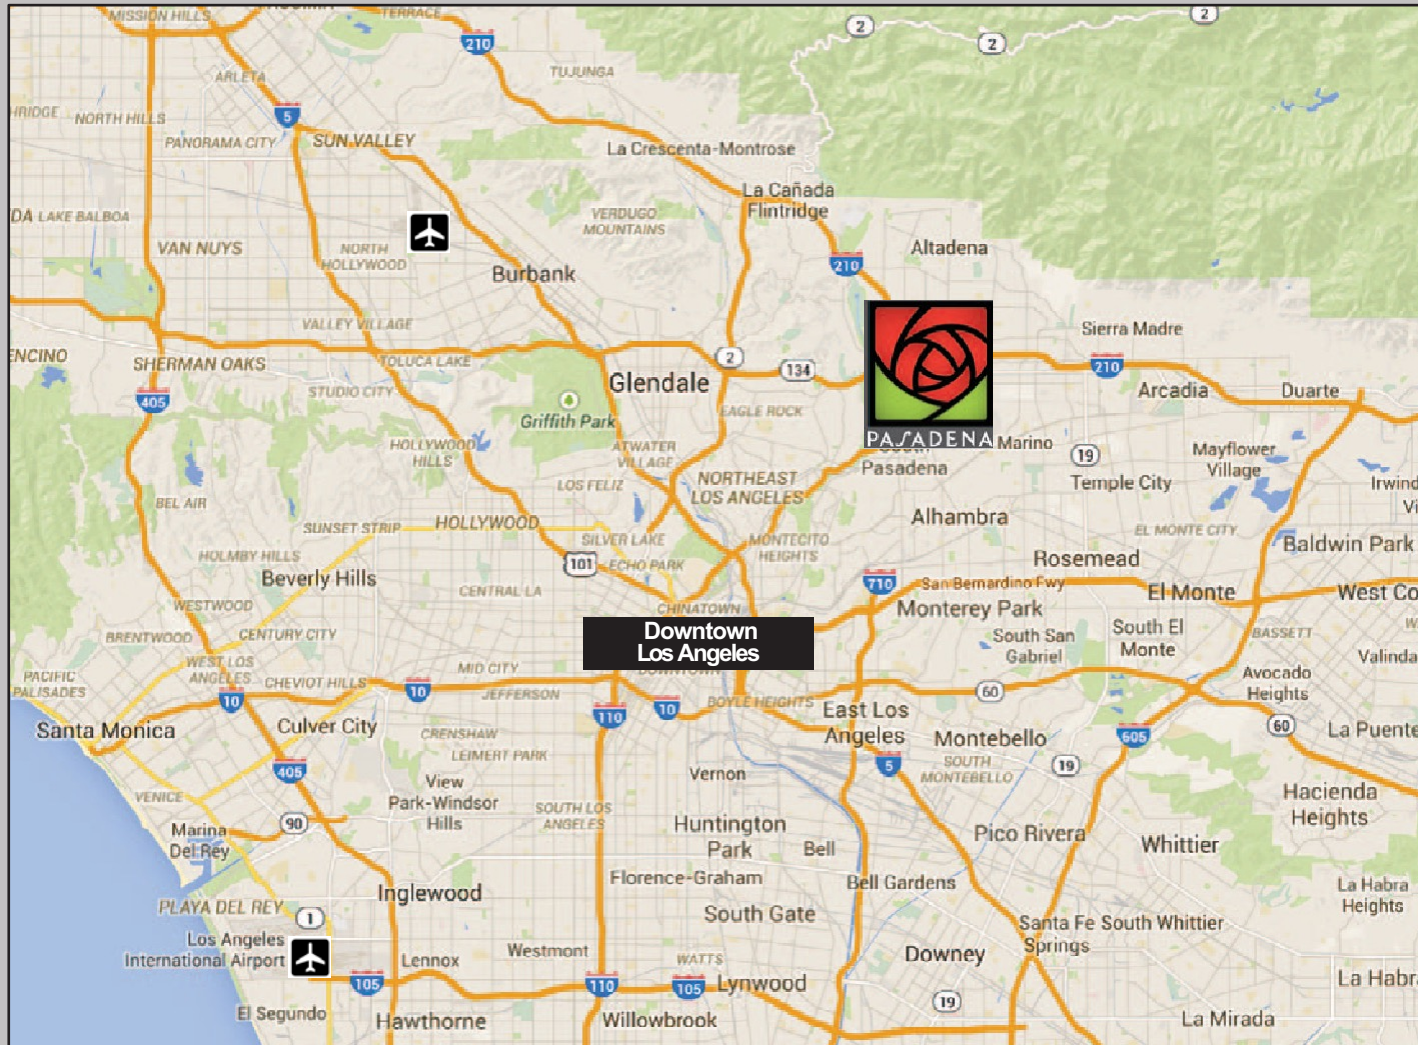 MISSION HILLS
TERRACE
2
2
2
210
TUJUNGA
ARLETA
5
NORTH HILLS
PANORAMA CITY
SUN VALLEY
La Crescenta-Montrose
La Cañada
Flintridge
LAKE BALBOA
VERDUGO
MOUNTAINS
VAN NUYS
NORTH
HOLLYWOOD
Altadena
210
Burbank
VALLEY VILLAGE
Sierra Madre
ENCINO
SHERMAN OAKS
TOLUCA LAKE
2
134
210
STUDIO CITY
Glendale
Arcadia
Duarte
405
Griffith Park
EAGLE ROCK
PASADENA
HOLLYWOOD
HILLS
ATWATER
VILLAGE
Marino
19
Mayflower
Village
South
Pasadena
LOS FELIZ
NORTHEAST
LOS ANGELES
Temple City
BEL AIR
SUNSET STRIP
HOLLYWOOD
Alhambra
EL MONTE CITY
SILVER LAKE
MONTECITO
HEIGHTS
Baldwin Park
HOLMBY HILLS
Rosemead
101
ECHO PARK
Beverly Hills
710
San Bernardino Fwy
CENTRAL LA
El Monte
West Co
WESTWOOD
CHINATOWN
Monterey Park
BRENTWOOD
CENTURY CITY
Downtown
Los Angeles
South San
Gabriel
South El
Monte
BASSETT
WEST LOS
ANGELES
MID CITY
DOWNTOWN
Valinda
PACIFIC
PALISADES
CHEVIOT HILLS
10
10
JEFFERSON
60
Avocado
Heights
110
10
BOYLE HEIGHTS
East Los
Angeles
Santa Monica
Culver City
CRENSHAW
Montebello
605
60
La Puente
LEIMERT PARK
405
5
SOUTH
MONTEBELLO
19
Vernon
View
Park-Windsor
Hills
VENICE
SOUTH LOS
ANGELES
Hacienda
Heights
90
Marina
Del Rey
Huntington
Park
Bell
Pico Rivera
Whittier
Florence-Graham
Bell Gardens
Inglewood
La Habra
Heights
PLAYA DEL REY
1
South Gate
Santa Fe
Springs
South Whittier
Los Angeles
International Airport
Lennox
Westmont
WATTS
Downey
105
110
105
Lynwood
La Habr
19
El Segundo
Hawthorne
Willowbrook
La Mirada